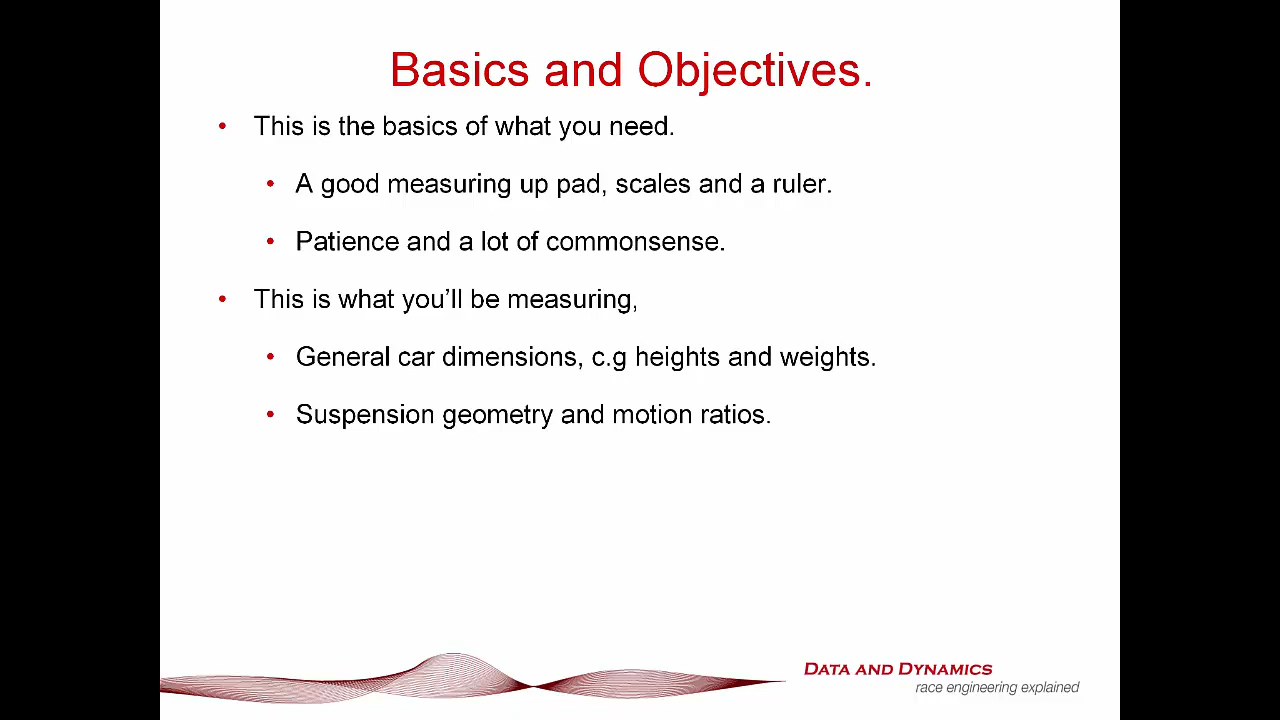 Basics and Objectives.
• This is the basics of what you need.
• A good measuring up pad, scales and a ruler.
• Patience and a lot of commonsense.
• This is what you’ll be measuring,
• General car dimensions, c.g heights and weights.
• Suspension geometry and motion ratios.
DATA AND DYNAMICS
race engineering explained